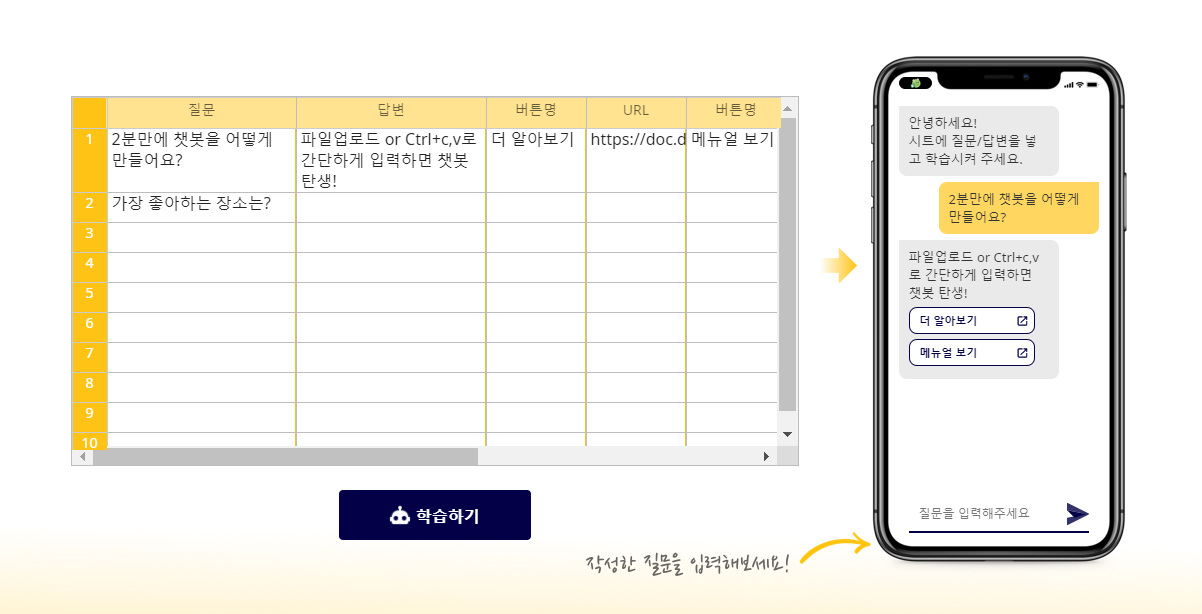 질문 답변 버튼명 URL 버튼명
1 2분만에 챗봇을 어떻게 파일업로드 or Ctrl+c,v로 더 알아보기 https://doc.d 메뉴얼 보기
만들어요? 간단하게 입력하면 챗봇
탄생!
2 가장 좋아하는 장소는?
3
4
5
6
7
8
9
10
학습하기
안녕하세요!
시트에 질문/답변을 넣
고 학습시켜 주세요.
2분만에 챗봇을 어떻게
만들어요?
파일업로드 or Ctrl+c,v
로 간단하게 입력하면
챗봇 탄생!
더 알아보기
메뉴얼 보기
질문을 입력해주세요
작성한 질문을 입력해보세요!